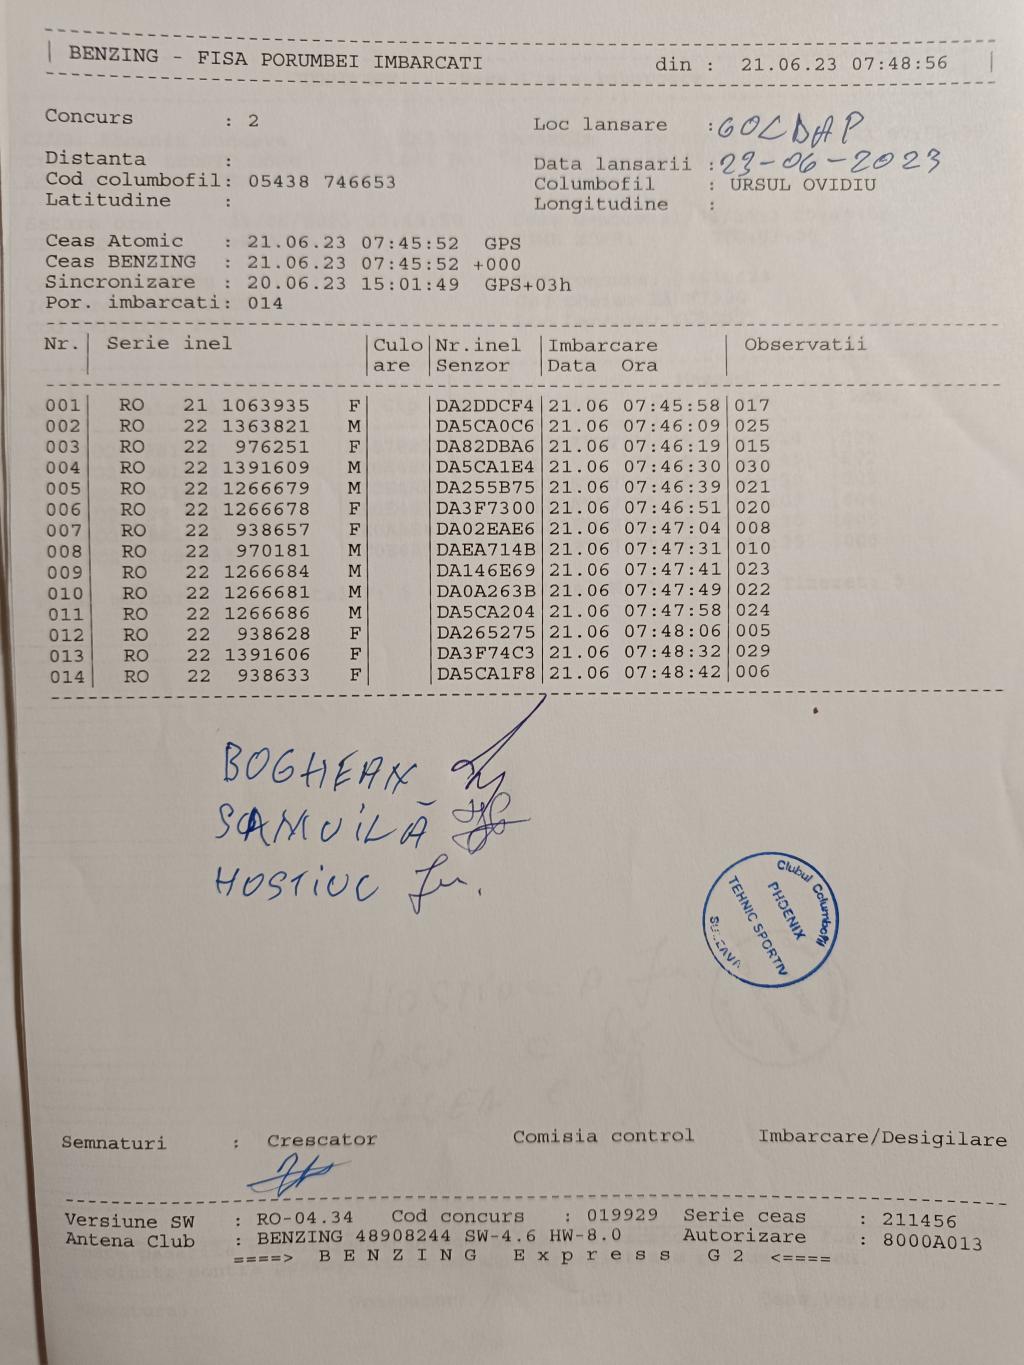 BENZING - FISA PORUMBEI IMBARCATI din : 21.06.23 07:48:56
Concurs : 2 Loc lansare : GOLDAP
Distanta : Data lansarii : 23-06-2023
Cod columbofil: 05438 746653 Columbofil : URSUL OVIDIU
Latitudine : Longitudine :
Ceas Atomic : 21.06.23 07:45:52 GPS
Ceas BENZING : 21.06.23 07:45:52 +000
Sincronizare : 20.06.23 15:01:49 GPS+03h
Por. imbarcati: 014
Nr. Serie inel Culo Nr.inel Imbarcare Observatii
are Senzor Data Ora
001 RO 21 1063935 F DA2DDCF4 21.06 07:45:58 017
002 RO 22 1363821 M DA5CA0C6 21.06 07:46:09 025
003 RO 22 976251 F DA82DBA6 21.06 07:46:19 015
004 RO 22 1391609 M DA5CA1E4 21.06 07:46:30 030
005 RO 22 1266679 M DA255B75 21.06 07:46:39 021
006 RO 22 1266678 F DA3F7300 21.06 07:46:51 020
007 RO 22 938657 F DA02EAE6 21.06 07:47:04 008
008 RO 22 970181 M DAEA714B 21.06 07:47:31 010
009 RO 22 1266684 M DA146E69 21.06 07:47:41 023
010 RO 22 1266681 M DA0A263B 21.06 07:47:49 022
011 RO 22 1266686 M DA5CA204 21.06 07:47:58 024
012 RO 22 938628 F DA265275 21.06 07:48:06 005
013 RO 22 1391606 F DA3F74C3 21.06 07:48:32 029
014 RO 22 938633 F DA5CA1F8 21.06 07:48:42 006
BOGHEAN
SAMUILĂ
HOSTIUC
Clubul Columbofil
PHOENIX
TEHNIC SPORTIV
SUCEAVA
Semnaturi : Crescator Comisia control Imbarcare/Desigilare
Versiune SW : RO-04.34 Cod concurs : 019929 Serie ceas : 211456
Antena Club : BENZING 48908244 SW-4.6 HW-8.0 Autorizare : 8000A013
====> B E N Z I N G E x p r e s s G 2 <====